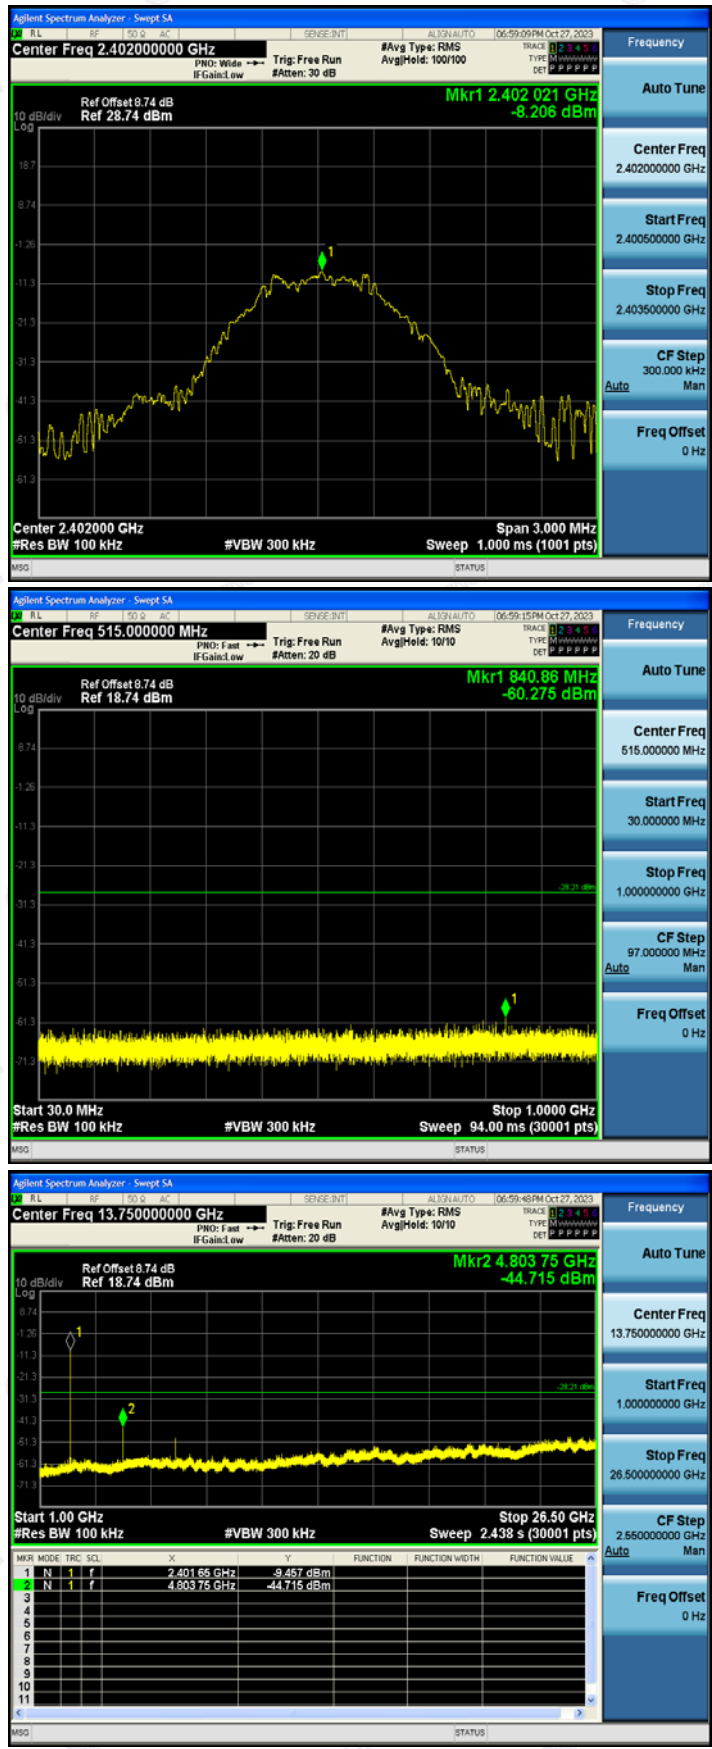 Agilent Spectrum Analyzer - Swept SA
RL RF 50 Ω AC SENSE:INT ALIGNAUTO 06:59:09 PM Oct 27, 2023
Center Freq 2.402000000 GHz
PNO: Wide Trig: Free Run
IFGain:Low #Atten: 30 dB
#Avg Type: RMS
Avg|Hold: 100/100
TRACE 1 2 3 4 5 6
TYPE M
DET P P P P P P
Frequency
Ref Offset 8.74 dB
10 dB/div Ref 28.74 dBm
Log
Mkr1 2.402 021 GHz
-8.206 dBm
18.7
8.74
-1.26
-11.3
-21.3
-31.3
-41.3
-51.3
-61.3
1
Center 2.402000 GHz Span 3.000 MHz
#Res BW 100 kHz #VBW 300 kHz Sweep 1.000 ms (1001 pts)
MSG STATUS
Auto Tune
Center Freq
2.402000000 GHz
Start Freq
2.400500000 GHz
Stop Freq
2.403500000 GHz
CF Step
300.000 kHz
Auto Man
Freq Offset
0 Hz
Agilent Spectrum Analyzer - Swept SA
RL RF 50 Ω AC SENSE:INT ALIGNAUTO 06:59:15 PM Oct 27, 2023
Center Freq 515.000000 MHz
PNO: Fast Trig: Free Run
IFGain:Low #Atten: 20 dB
#Avg Type: RMS
Avg|Hold: 10/10
TRACE 1 2 3 4 5 6
TYPE M
DET P P P P P P
Frequency
Ref Offset 8.74 dB
10 dB/div Ref 18.74 dBm
Log
Mkr1 840.86 MHz
-60.275 dBm
8.74
-1.26
-11.3
-21.3
-31.3
-41.3
-51.3
-61.3
-71.3
-28.21 dBm
1
Start 30.0 MHz Stop 1.0000 GHz
#Res BW 100 kHz #VBW 300 kHz Sweep 94.00 ms (30001 pts)
MSG STATUS
Auto Tune
Center Freq
515.000000 MHz
Start Freq
30.000000 MHz
Stop Freq
1.000000000 GHz
CF Step
97.000000 MHz
Auto Man
Freq Offset
0 Hz
Agilent Spectrum Analyzer - Swept SA
RL RF 50 Ω AC SENSE:INT ALIGNAUTO 06:59:48 PM Oct 27, 2023
Center Freq 13.750000000 GHz
PNO: Fast Trig: Free Run
IFGain:Low #Atten: 20 dB
#Avg Type: RMS
Avg|Hold: 10/10
TRACE 1 2 3 4 5 6
TYPE M
DET P P P P P P
Frequency
Ref Offset 8.74 dB
10 dB/div Ref 18.74 dBm
Log
Mkr2 4.803 75 GHz
-44.715 dBm
8.74
-1.26
-11.3
-21.3
-31.3
-41.3
-51.3
-61.3
-71.3
-28.21 dBm
1
2
Start 1.00 GHz Stop 26.50 GHz
#Res BW 100 kHz #VBW 300 kHz Sweep 2.438 s (30001 pts)
MKR MODE TRC SCL X Y FUNCTION FUNCTION WIDTH FUNCTION VALUE
1 N 1 f 2.401 65 GHz -9.457 dBm
2 N 1 f 4.803 75 GHz -44.715 dBm
3
4
5
6
7
8
9
10
11
MSG STATUS
Auto Tune
Center Freq
13.750000000 GHz
Start Freq
1.000000000 GHz
Stop Freq
26.500000000 GHz
CF Step
2.550000000 GHz
Auto Man
Freq Offset
0 Hz